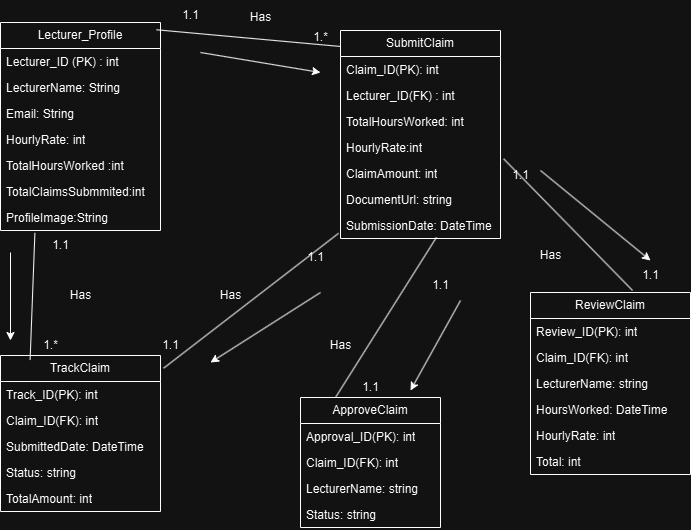 1.1
Has
1.*
Lecturer_Profile
Lecturer_ID (PK) : int
LecturerName: String
Email: String
HourlyRate: int
TotalHoursWorked :int
TotalClaimsSubmmited:int
ProfileImage:String
SubmitClaim
Claim_ID(PK): int
Lecturer_ID(FK) : int
TotalHoursWorked: int
HourlyRate:int
ClaimAmount: int
DocumentUrl: string
SubmissionDate: DateTime
1.1
Has
1.1
1.1
Has
1.*
1.1
Has
1.1
1.1
Has
1.1
TrackClaim
Track_ID(PK): int
Claim_ID(FK): int
SubmittedDate: DateTime
Status: string
TotalAmount: int
ApproveClaim
Approval_ID(PK): int
Claim_ID(FK): int
LecturerName: string
Status: string
ReviewClaim
Review_ID(PK): int
Claim_ID(FK): int
LecturerName: string
HoursWorked: DateTime
HourlyRate: int
Total: int